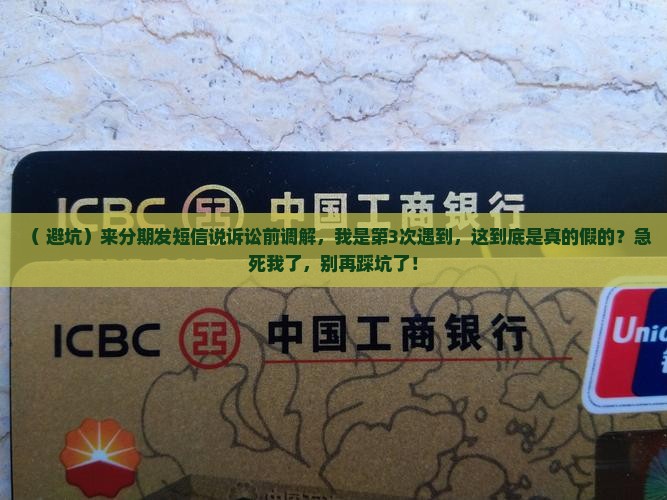 ICBC 中国工商银行
（ 避坑）来分期发短信说诉讼前调解，我是第3次遇到，这到底是真的假的？急
死我了，别再踩坑了！
ICBC 中国工商银行